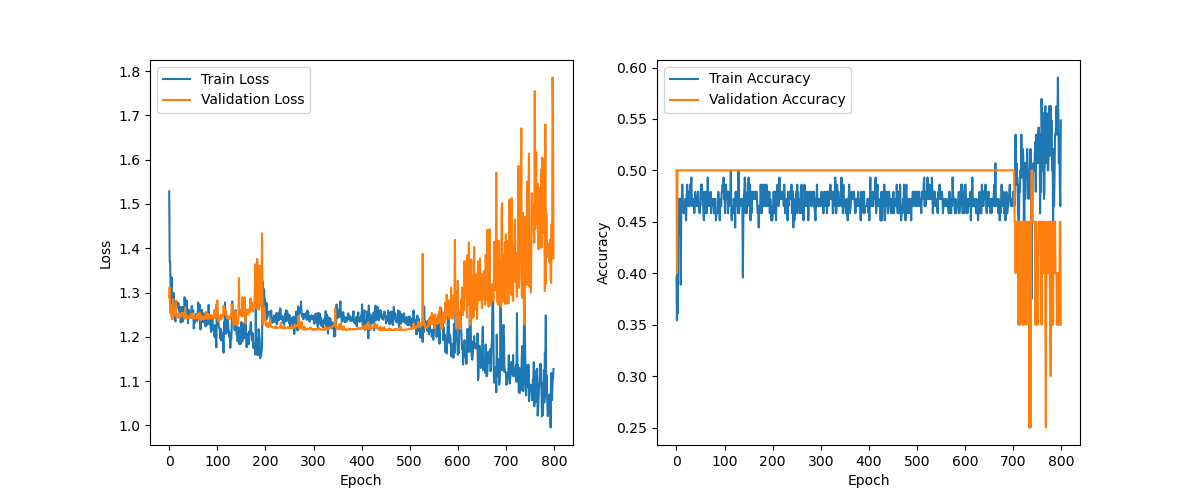 Train Loss
Validation Loss
1.8
1.7
1.6
1.5
1.4
1.3
1.2
1.1
1.0
Loss
0 100 200 300 400 500 600 700 800
Epoch
Train Accuracy
Validation Accuracy
0.60
0.55
0.50
0.45
0.40
0.35
0.30
0.25
Accuracy
0 100 200 300 400 500 600 700 800
Epoch